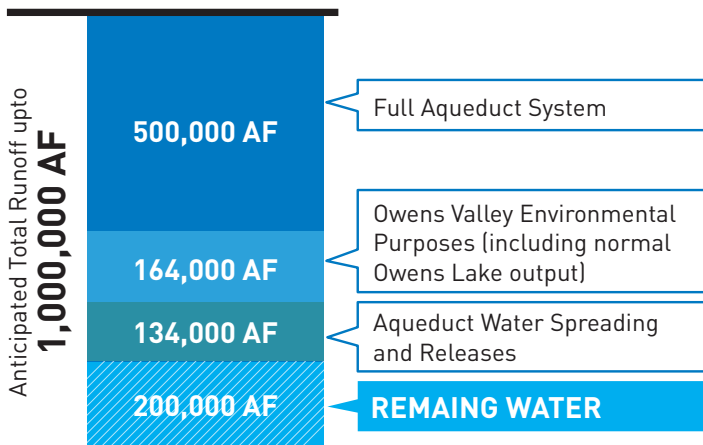 Anticipated Total Runoff upto
1,000,000 AF
500,000 AF
Full Aqueduct System
164,000 AF
Owens Valley Environmental
Purposes (including normal
Owens Lake output)
134,000 AF
Aqueduct Water Spreading
and Releases
200,000 AF
REMAING WATER